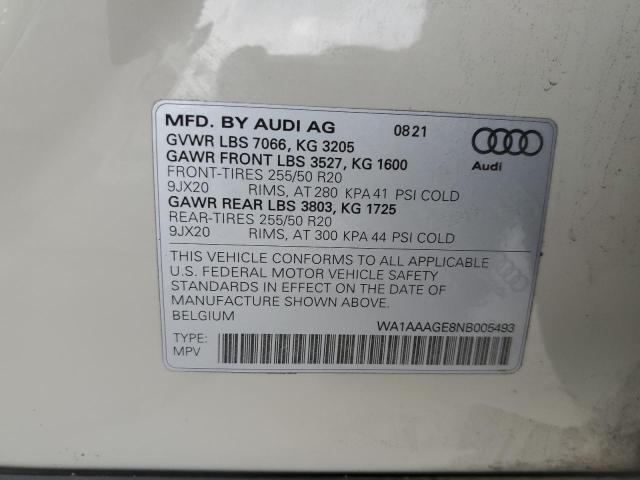 MFD. BY AUDI AG 08 21
GVWR LBS 7066, KG 3205
GAWR FRONT LBS 3527, KG 1600
FRONT-TIRES 255/50 R20
9JX20 RIMS, AT 280 KPA 41 PSI COLD
GAWR REAR LBS 3803, KG 1725
REAR-TIRES 255/50 R20
9JX20 RIMS, AT 300 KPA 44 PSI COLD
Audi
THIS VEHICLE CONFORMS TO ALL APPLICABLE
U.S. FEDERAL MOTOR VEHICLE SAFETY
STANDARDS IN EFFECT ON THE DATE OF
MANUFACTURE SHOWN ABOVE.
BELGIUM
WA1AAAGE8NB005493
TYPE:
MPV